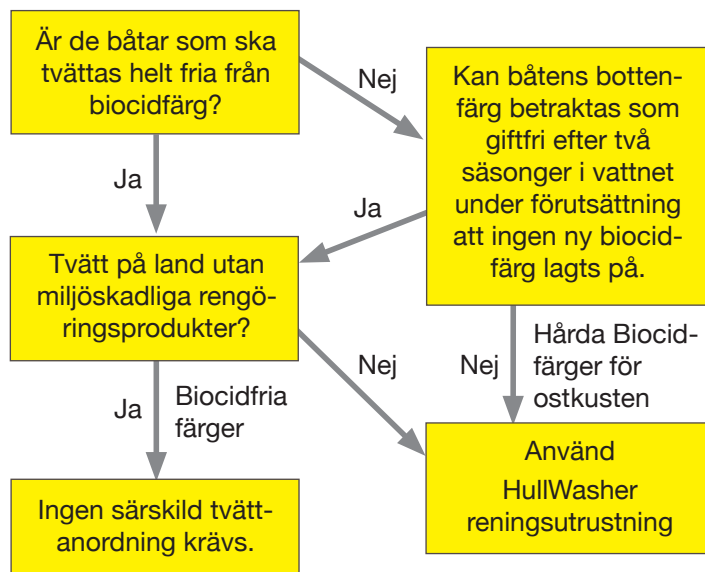 Är de båtar som ska
tvättas helt fria från
biocidfärg?
Nej
Kan båtens botten-
färg betraktas som
giftfri efter två
säsonger i vattnet
under förutsättning
att ingen ny biocid-
färg lagts på.
Ja
Ja
Tvätt på land utan
miljöskadliga rengö-
ringsprodukter?
Nej
Nej
Hårda Biocid-
färger för
ostkusten
Ja
Biocidfria
färger
Ingen särskild tvätt-
anordning krävs.
Använd
HullWasher
reningsutrustning